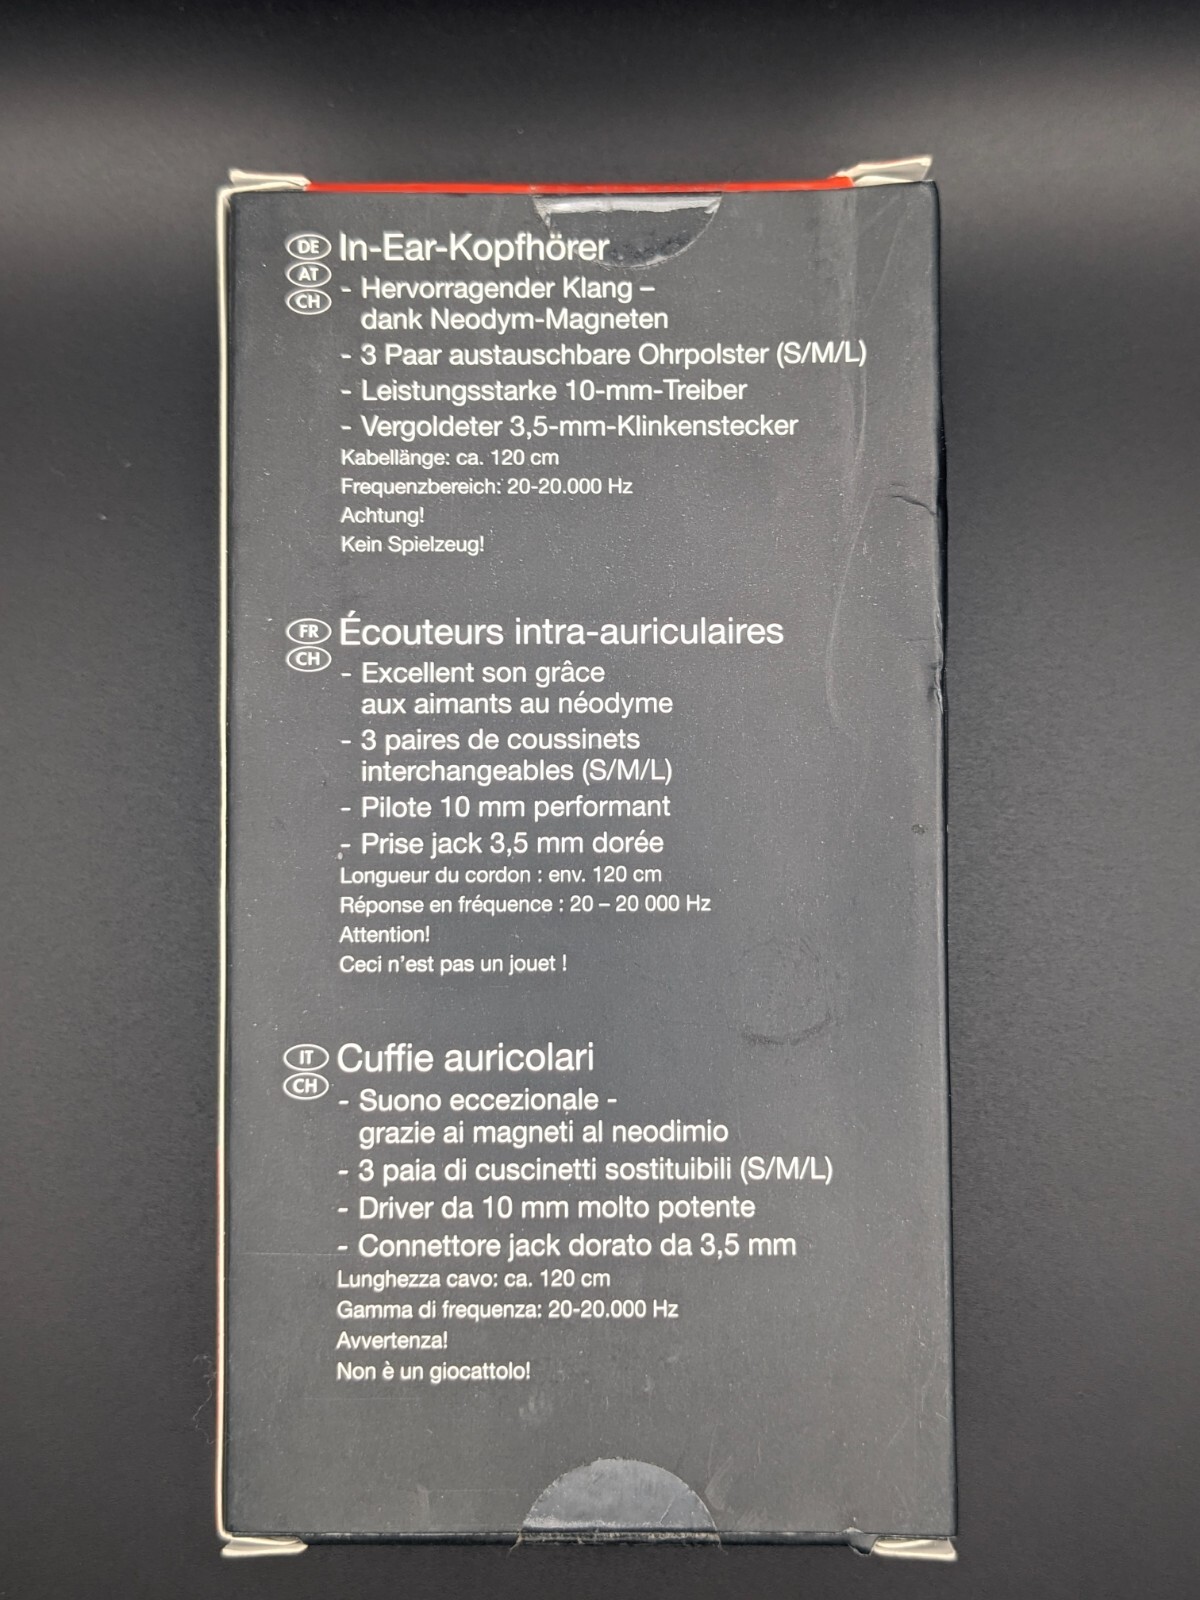 DE In-Ear-Kopfhörer
AT
CH
- Hervorragender Klang –
dank Neodym-Magneten
- 3 Paar austauschbare Ohrpolster (S/M/L)
- Leistungsstarke 10-mm-Treiber
- Vergoldeter 3,5-mm-Klinkenstecker
Kabellänge: ca. 120 cm
Frequenzbereich: 20-20.000 Hz
Achtung!
Kein Spielzeug!
FR Écouteurs intra-auriculaires
CH
- Excellent son grâce
aux aimants au néodyme
- 3 paires de coussinets
interchangeables (S/M/L)
- Pilote 10 mm performant
- Prise jack 3,5 mm dorée
Longueur du cordon : env. 120 cm
Réponse en fréquence : 20 – 20 000 Hz
Attention!
Ceci n'est pas un jouet !
IT Cuffie auricolari
CH
- Suono eccezionale -
grazie ai magneti al neodimio
- 3 paia di cuscinetti sostituibili (S/M/L)
- Driver da 10 mm molto potente
- Connettore jack dorato da 3,5 mm
Lunghezza cavo: ca. 120 cm
Gamma di frequenza: 20-20.000 Hz
Avvertenza!
Non è un giocattolo!